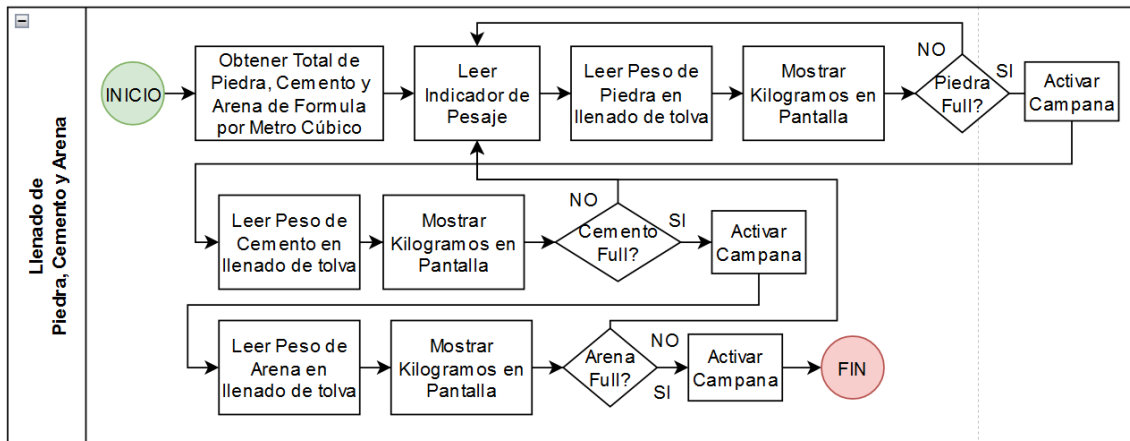 Llenado de
Piedra, Cemento y Arena
INICIO
Obtener Total de
Piedra, Cemento y
Arena de Formula
por Metro Cúbico
Leer
Indicador de
Pesaje
Leer Peso de
Piedra en
llenado de tolva
Mostrar
Kilogramos en
Pantalla
NO
Piedra
Full?
SI
Activar
Campana
Leer Peso de
Cemento en
llenado de tolva
Mostrar
Kilogramos en
Pantalla
NO
Cemento
Full?
SI
Activar
Campana
Leer Peso de
Arena en
llenado de tolva
Mostrar
Kilogramos en
Pantalla
Arena
Full?
NO
SI
Activar
Campana
FIN